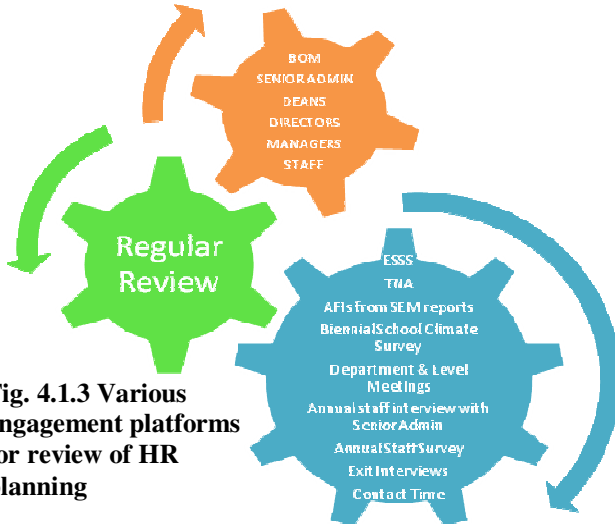 BOM
SENIOR ADMIN
DEANS
DIRECTORS
MANAGERS
STAFF
Regular
Review
ESSS
TNA
AFIs from SEM reports
Biennial School Climate
Survey
Department & Level
Meetings
Annual staff interview with
Senior Admin
Annual Staff Survey
Exit Interviews
Contact Time
ig. 4.1.3 Various
ngagement platforms
or review of HR
lanning